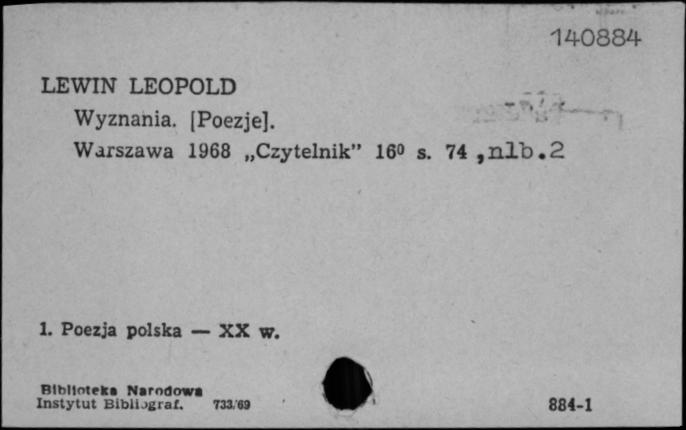 140884
LEWIN LEOPOLD
Wyznania. [Poezje].
Warszawa 1968 „Czytelnik” 16⁰ s. 74 ,nlb.2
1. Poezja polska — XX w.
Biblioteka Narodowa
Instytut Bibliograf. 733/69
884-1